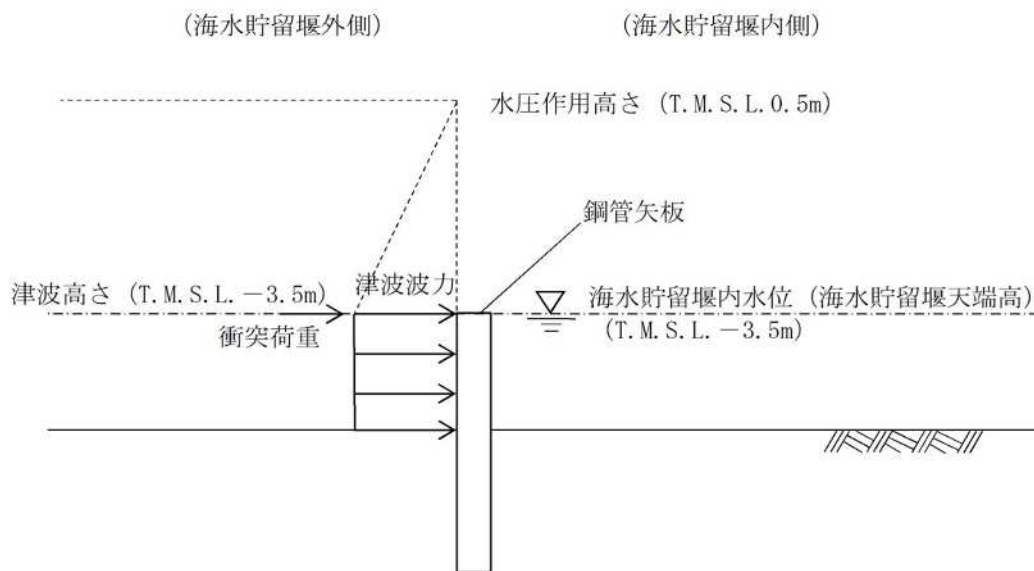 (海水貯留堰外側)
(海水貯留堰内側)
水圧作用高さ (T.M.S.L.0.5m)
鋼管矢板
津波高さ (T.M.S.L.-3.5m)
津波波力
衝突荷重
海水貯留堰内水位 (海水貯留堰天端高)
(T.M.S.L.-3.5m)